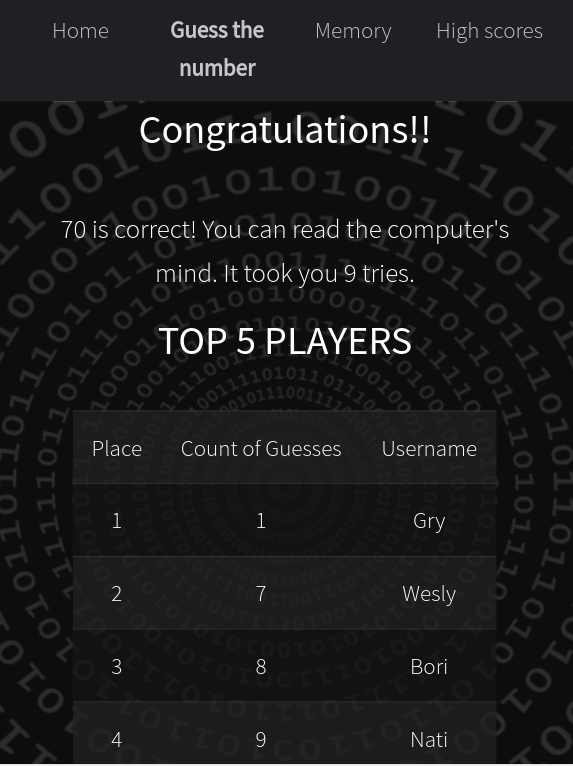 Home Guess the number Memory High scores
Congratulations!!
70 is correct! You can read the computer's
mind. It took you 9 tries.
TOP 5 PLAYERS
Place Count of Guesses Username
1 1 Gry
2 7 Wesly
3 8 Bori
4 9 Nati